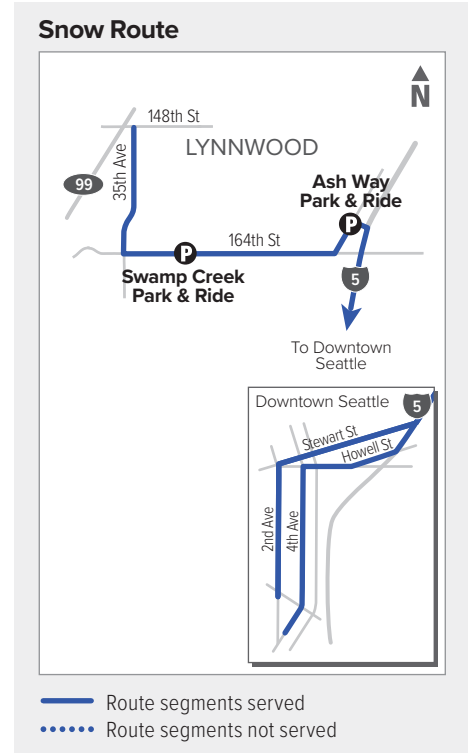 Snow Route
N
148th St
LYNNWOOD
35th Ave
99
Ash Way
Park & Ride
P
164th St
P
Swamp Creek
Park & Ride
5
To Downtown
Seattle
Downtown Seattle
5
Stewart St
Howell St
2nd Ave
4th Ave
Route segments served
Route segments not served